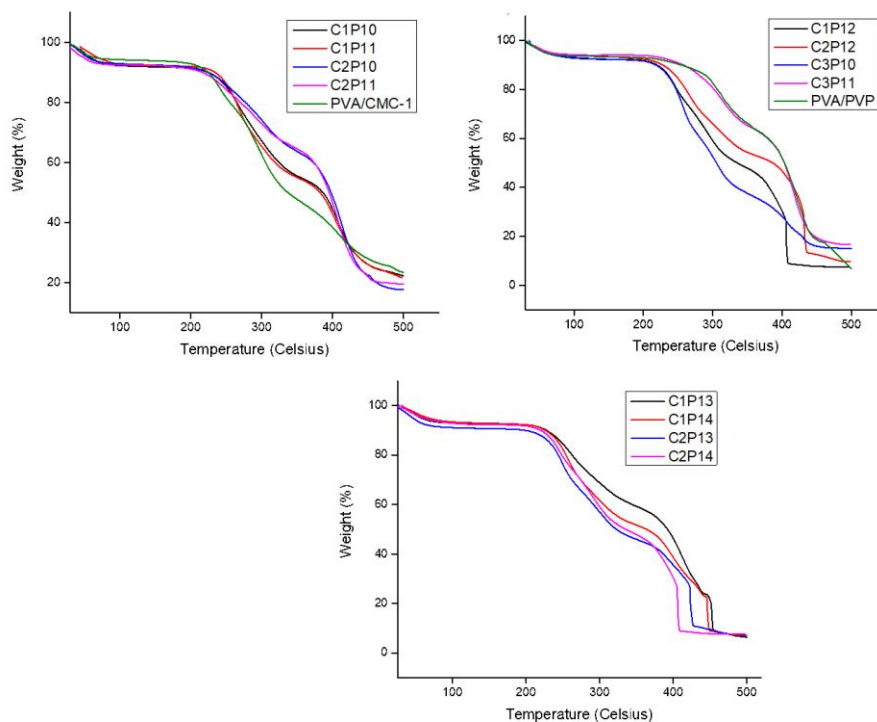 C1P10
C1P11
C2P10
C2P11
PVA/CMC-1
100
80
60
40
20
Weight (%)
100
200
300
400
500
Temperature (Celsius)
C1P12
C2P12
C3P10
C3P11
PVA/PVP
100
80
60
40
20
0
Weight (%)
100
200
300
400
500
Temperature (Celsius)
C1P13
C1P14
C2P13
C2P14
100
80
60
40
20
0
Weight (%)
100
200
300
400
500
Temperature (Celsius)